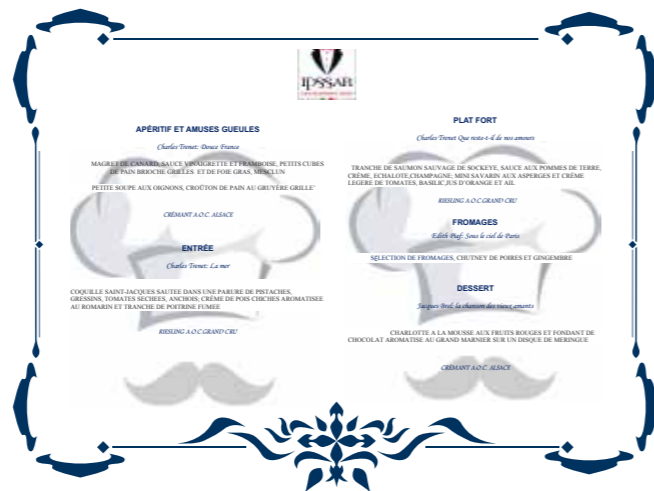 IPSSAR
APÉRITIF ET AMUSES GUEULES
Charles Trenet: Douce France
MAGRET DE CANARD, SAUCE VINAIGRETTE ET FRAMBOISE, PETITS CUBES
DE PAIN BRIOCHE GRILLES ET DE FOIE GRAS, MESCLUN
PETITE SOUPE AUX OIGNONS, CROÛTON DE PAIN AU GRUYÈRE GRILLE'
CRÉMANT A.O.C. ALSACE
ENTRÉE
Charles Trenet: La mer
COQUILLE SAINT-JACQUES SAUTEE DANS UNE PARURE DE PISTACHES,
GRESSINS, TOMATES SECHEES, ANCHOIS; CRÈME DE POIS CHICHES AROMATISEE
AU ROMARIN ET TRANCHE DE POITRINE FUMEE
RIESLING A.O.C GRAND CRU
PLAT FORT
Charles Trenet Que reste-t-il de nos amours
TRANCHE DE SAUMON SAUVAGE DE SOCKEYE, SAUCE AUX POMMES DE TERRE,
CRÈME, ECHALOTE,CHAMPAGNE; MINI SAVARIN AUX ASPERGES ET CRÈME
LEGERE DE TOMATES, BASILIC,JUS D'ORANGE ET AIL
RIESLING A.O.C GRAND CRU
FROMAGES
Edith Piaf: Sous le ciel de Paris
SELECTION DE FROMAGES, CHUTNEY DE POIRES ET GINGEMBRE
DESSERT
Jacques Brel: la chanson des vieux amants
CHARLOTTE A LA MOUSSE AUX FRUITS ROUGES ET FONDANT DE
CHOCOLAT AROMATISE AU GRAND MARNIER SUR UN DISQUE DE MERINGUE
CRÉMANT A.O.C. ALSACE